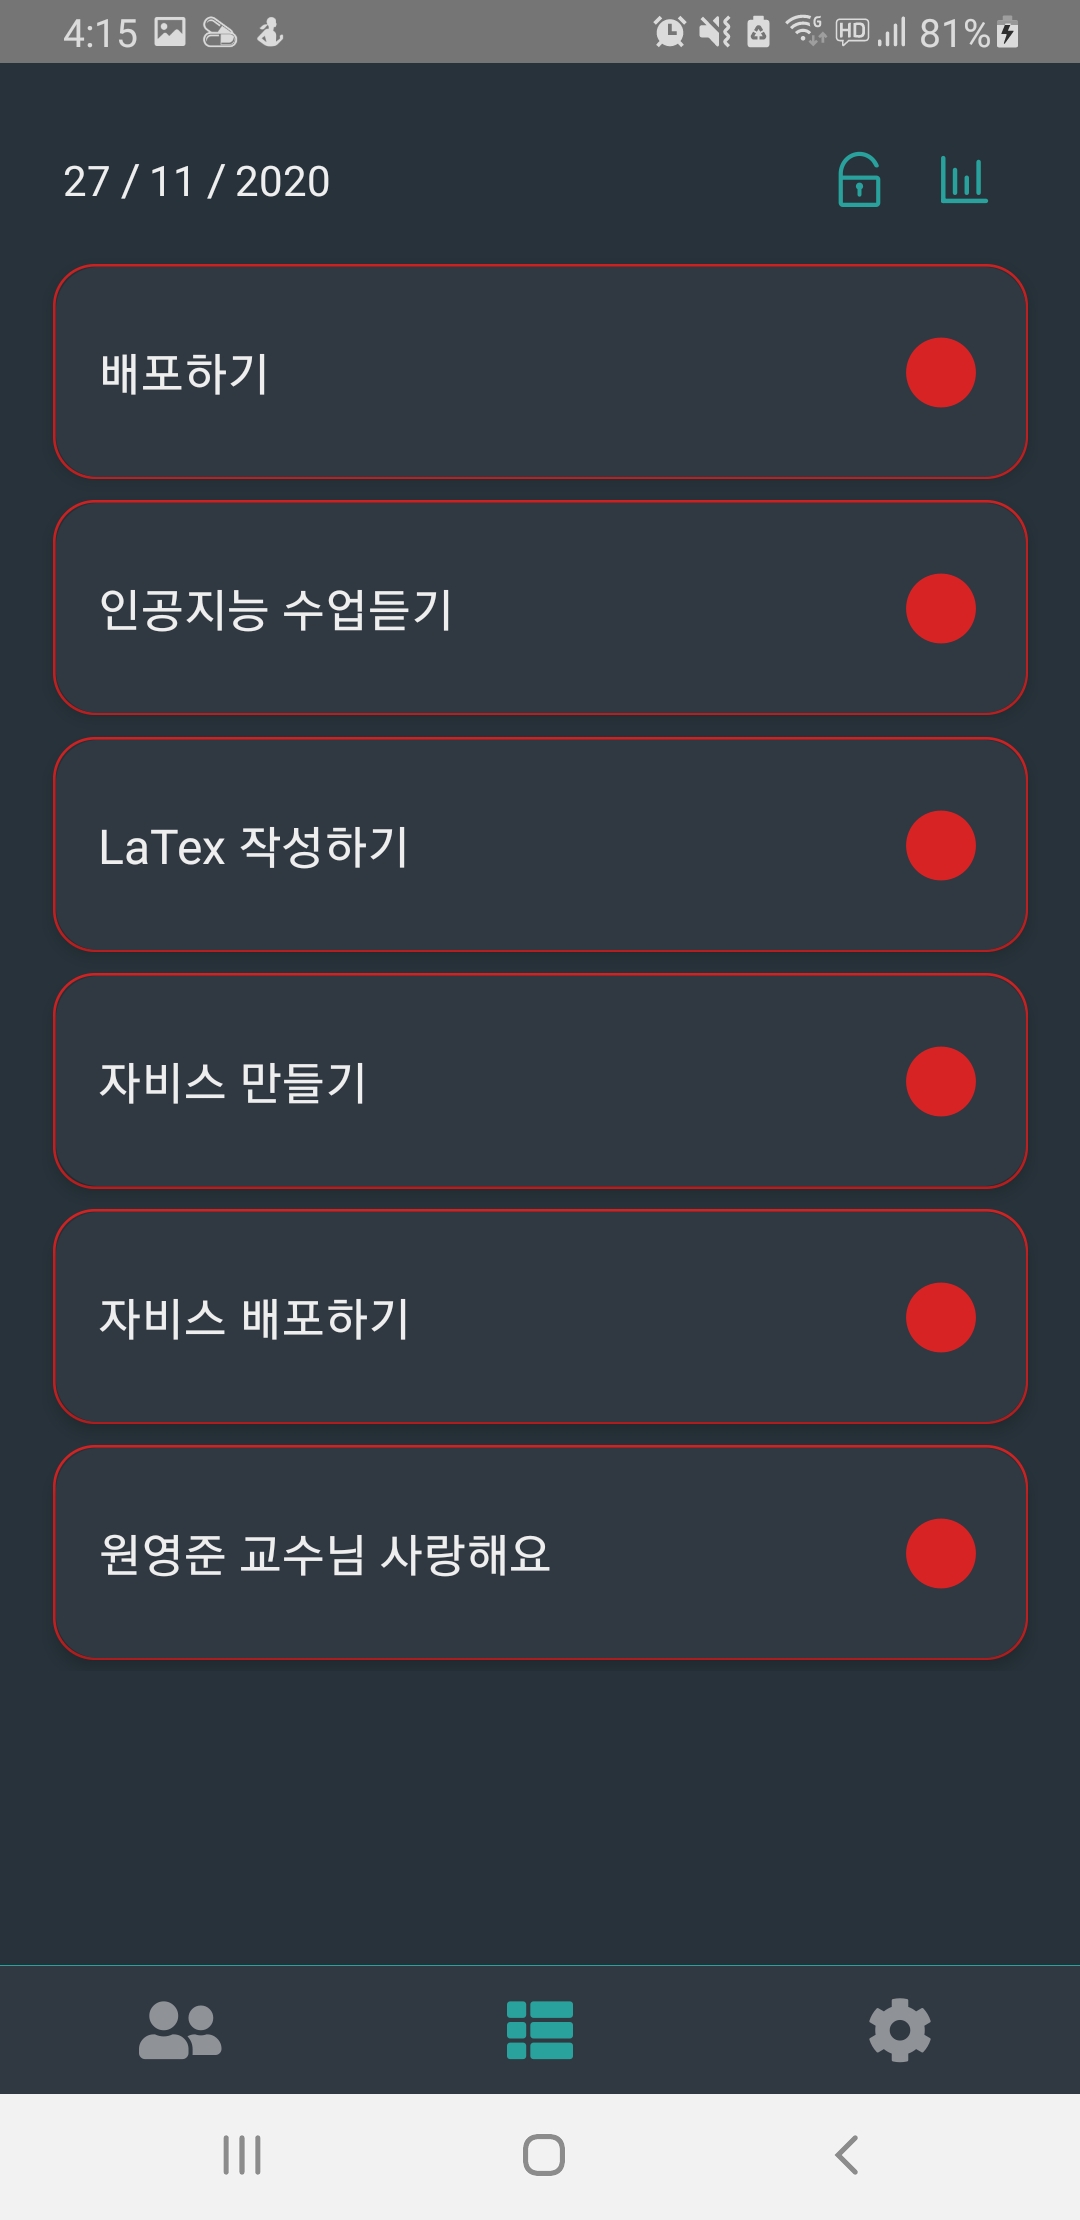 4:15
G
HD
81%
27 / 11 / 2020
배포하기
인공지능 수업듣기
LaTex 작성하기
자비스 만들기
자비스 배포하기
원영준 교수님 사랑해요